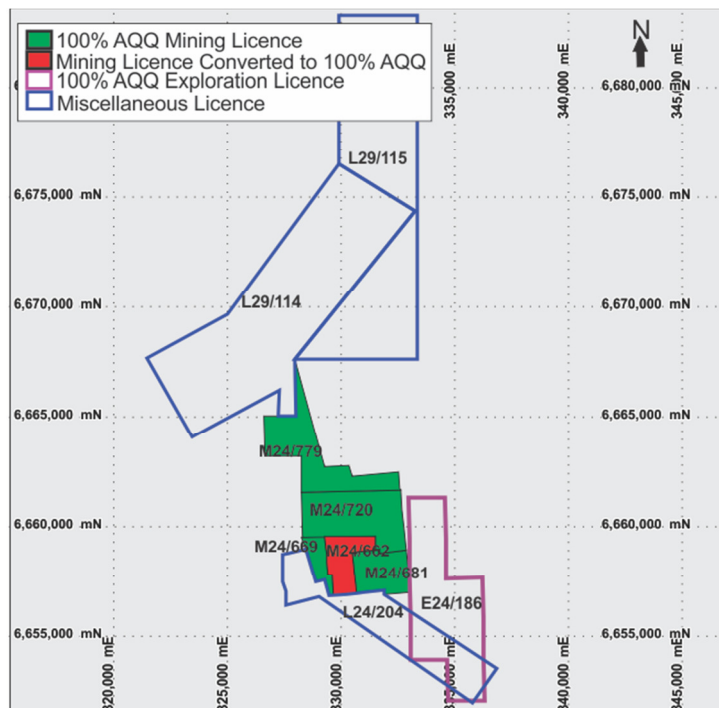 100% AQQ Mining Licence
Mining Licence Converted to 100% AQQ
100% AQQ Exploration Licence
Miscellaneous Licence
N
335,000 mE
340,000 mE
345,000 mE
6,680,000 mN
L29/115
6,675,000 mN
6,675,000 mN
L29/114
6,670,000 mN
6,670,000 mN
6,665,000 mN
6,665,000 mN
M24/779
M24/720
6,660,000 mN
6,660,000 mN
M24/669
M24/662
M24/681
E24/186
L24/204
6,655,000 mN
6,655,000 mN
320,000 mE
325,000 mE
330,000 mE
335,000 mE
340,000 mE
345,000 mE